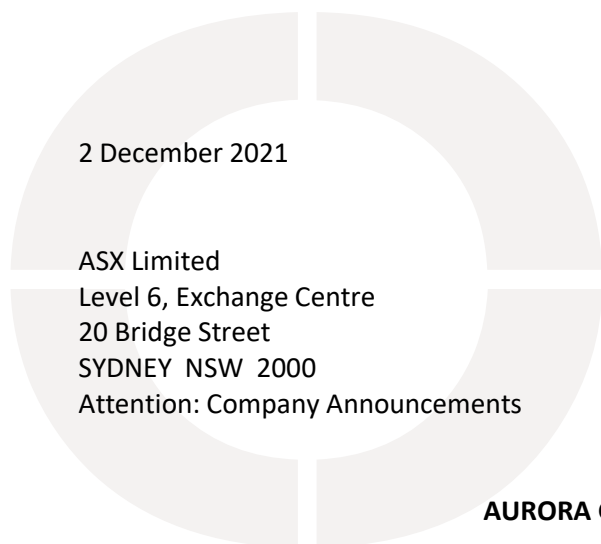 2 December 2021
ASX Limited
Level 6, Exchange Centre
20 Bridge Street
SYDNEY NSW 2000
Attention: Company Announcements
AURORA